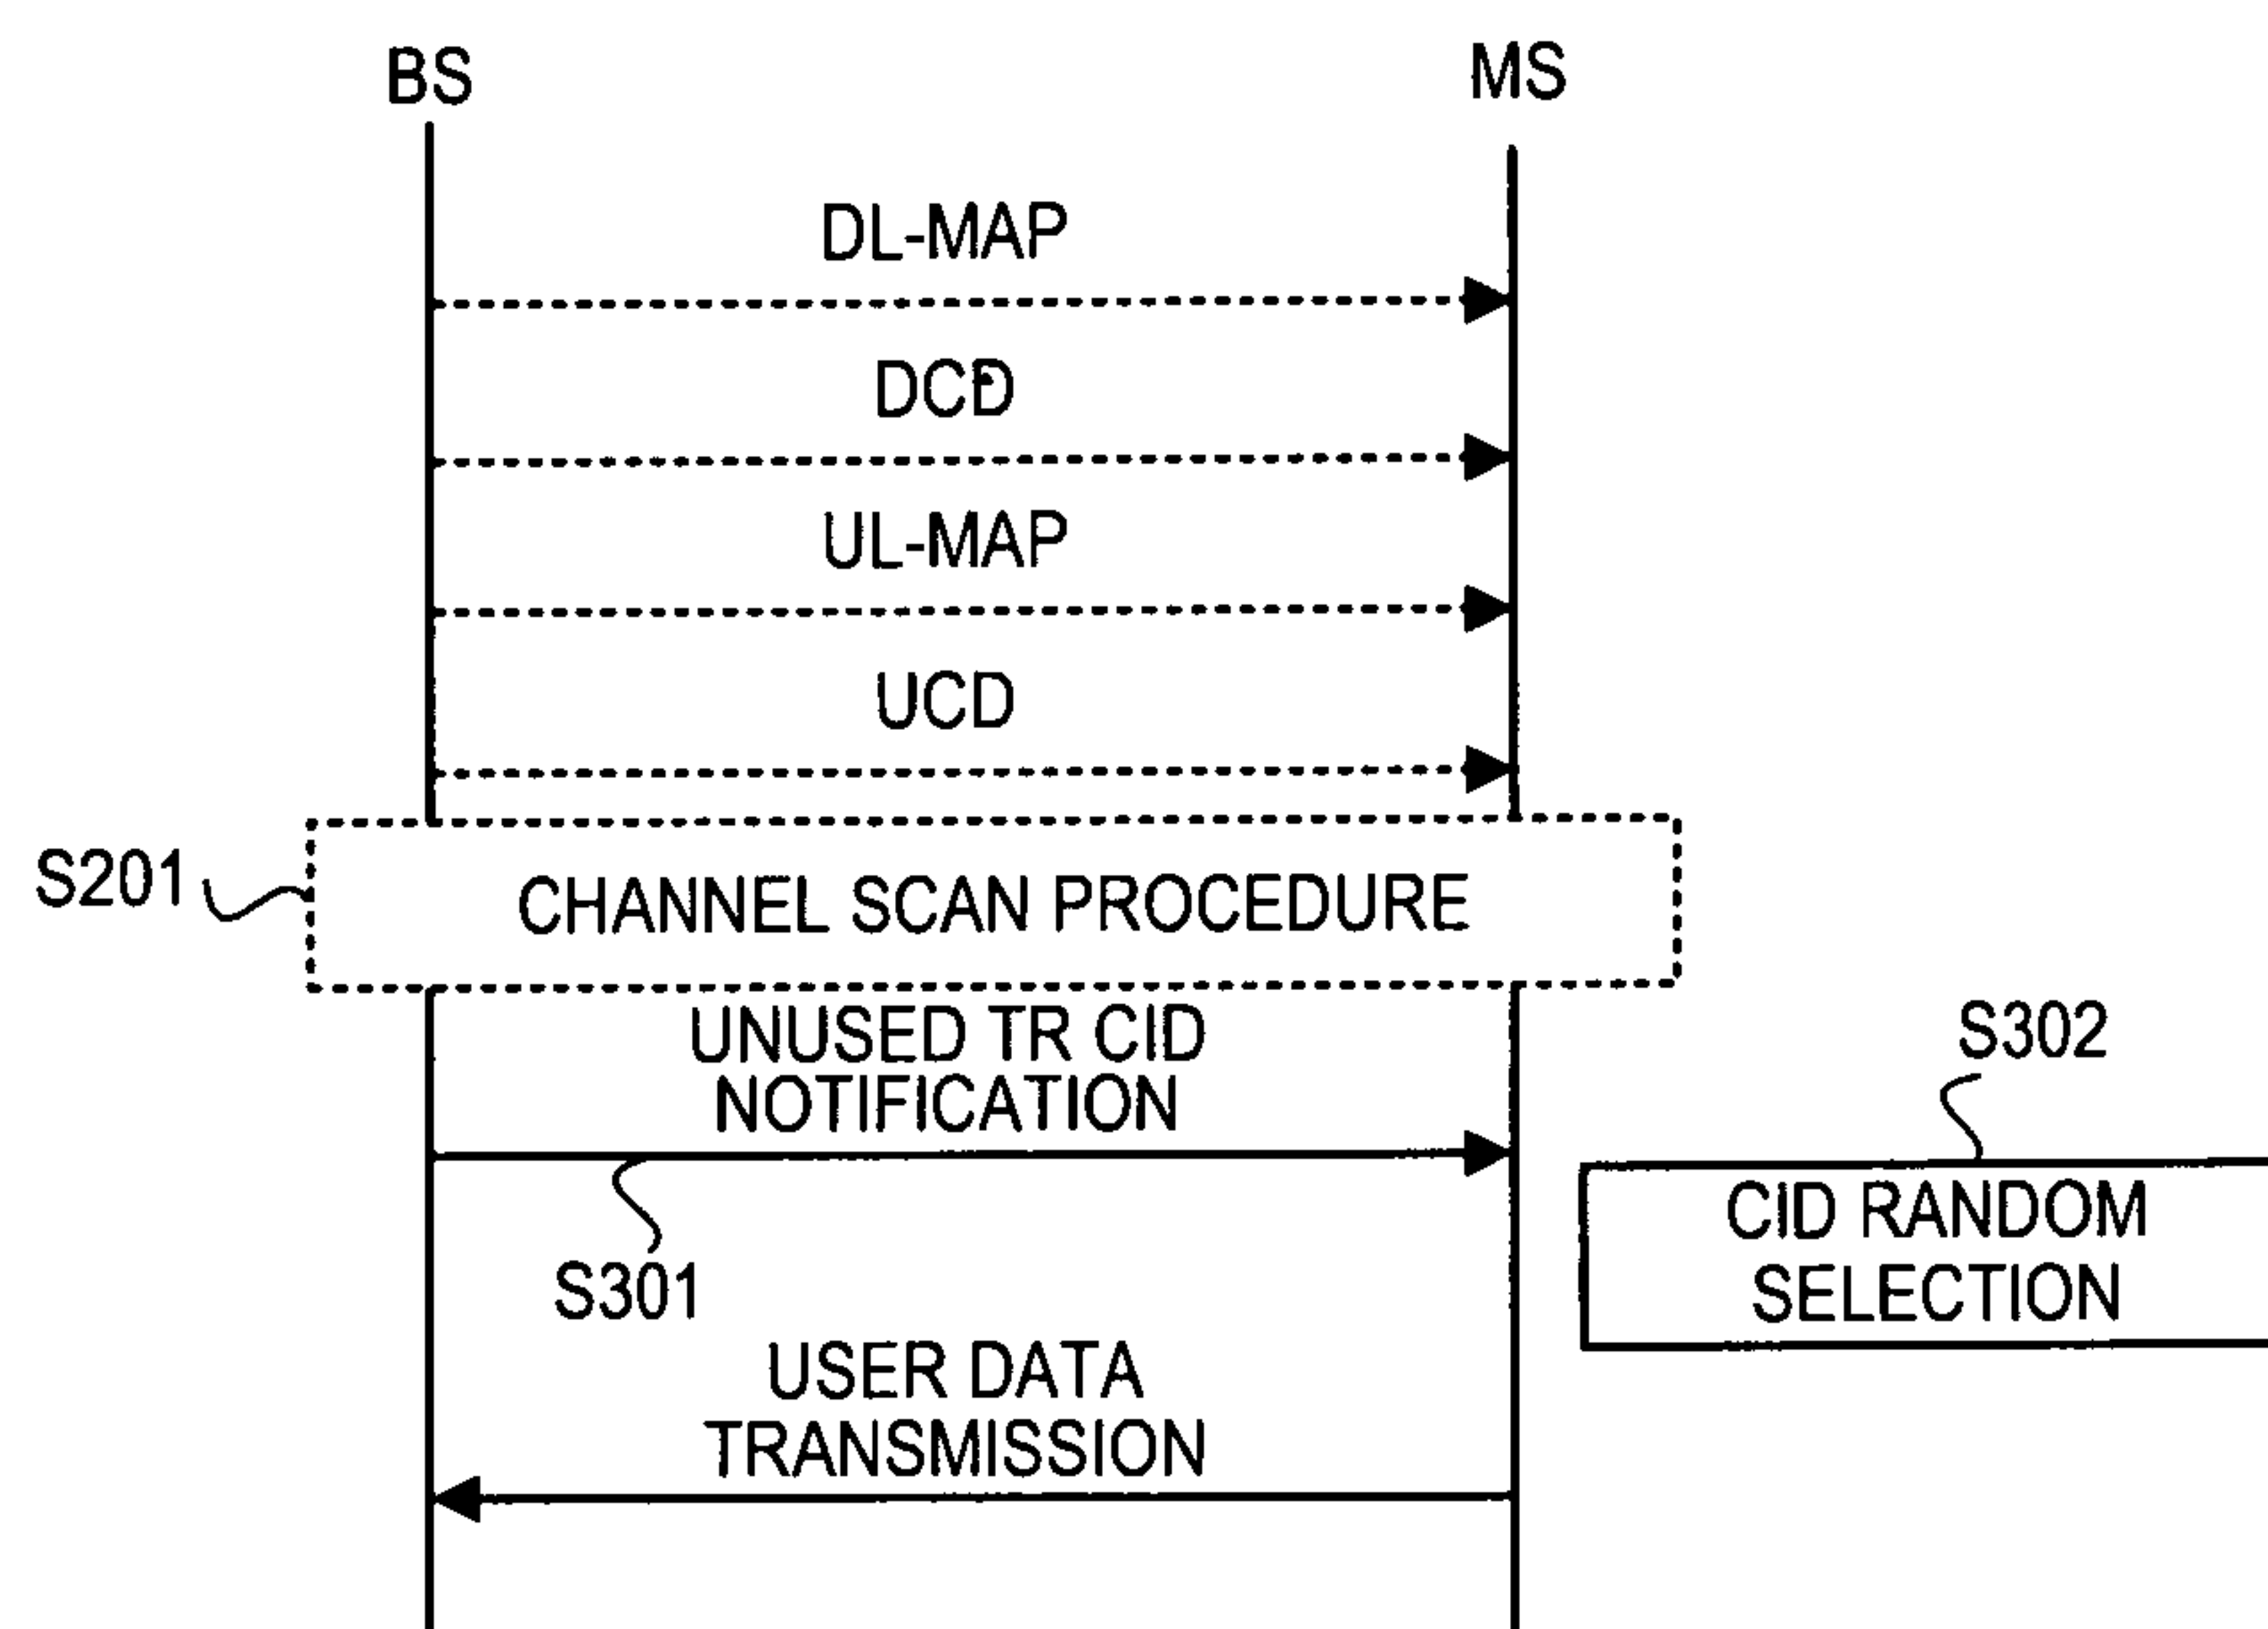 BS
MS
DL-MAP
DCD
UL-MAP
UCD
S201
CHANNEL SCAN PROCEDURE
UNUSED TR CID
NOTIFICATION
S302
CID RANDOM
SELECTION
S301
USER DATA
TRANSMISSION